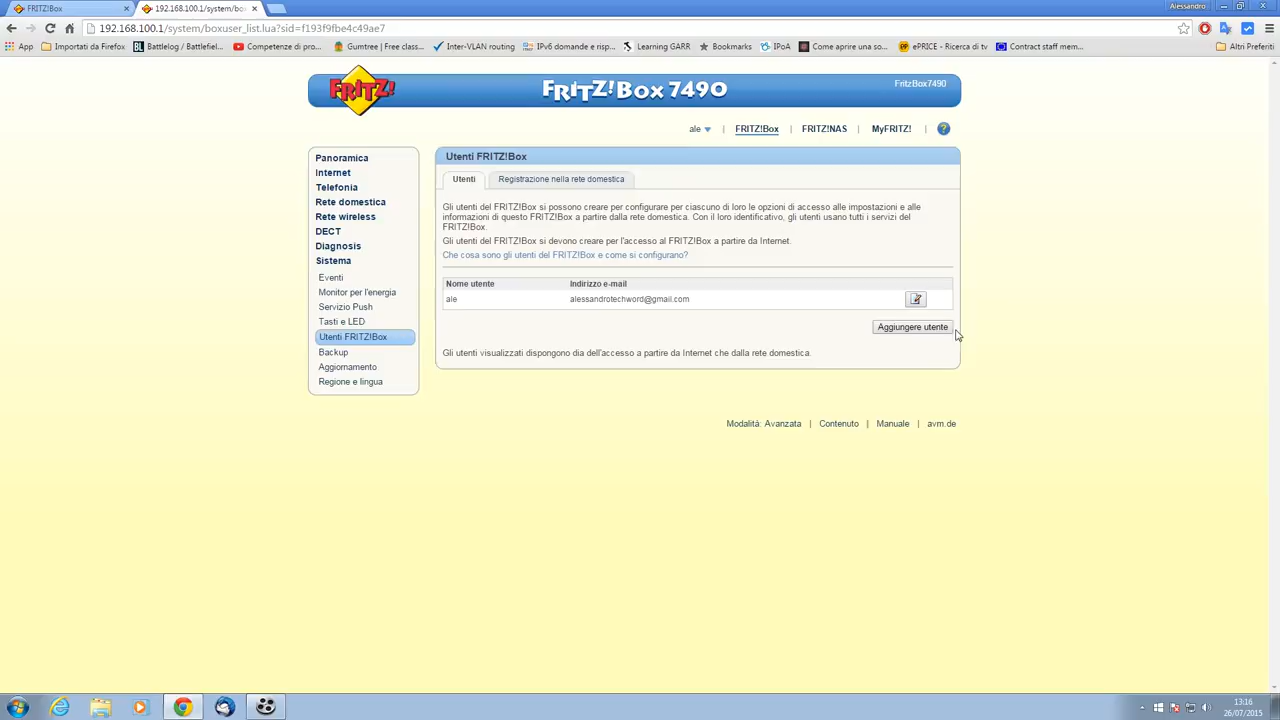 FRITZ!Box
192.168.100.1/system/box
Alessandro
192.168.100.1/system/boxuser_list.lua?sid=f193f9fbe4c49ae7
App
Importati da Firefox
Battlelog / Battlefiel...
Competenze di pro...
Gumtree | Free class...
Inter-VLAN routing
IPv6 domande e risp...
Learning GARR
Bookmarks
IPoA
Come aprire una so...
ePRICE - Ricerca di tv
Contract staff mem...
Altri Preferiti
FRITZ!
FRITZ!Box 7490
FritzBox7490
ale | FRITZ!Box | FRITZ!NAS | MyFRITZ! | ?
Panoramica
Internet
Telefonia
Rete domestica
Rete wireless
DECT
Diagnosis
Sistema
Eventi
Monitor per l'energia
Servizio Push
Tasti e LED
Utenti FRITZ!Box
Backup
Aggiornamento
Regione e lingua
Utenti FRITZ!Box
Utenti
Registrazione nella rete domestica
Gli utenti del FRITZ!Box si possono creare per configurare per ciascuno di loro le opzioni di accesso alle impostazioni e alle
informazioni di questo FRITZ!Box a partire dalla rete domestica. Con il loro identificativo, gli utenti usano tutti i servizi del
FRITZ!Box.
Gli utenti del FRITZ!Box si devono creare per l'accesso al FRITZ!Box a partire da Internet.
Che cosa sono gli utenti del FRITZ!Box e come si configurano?
Nome utente Indirizzo e-mail
ale alessandrotechword@gmail.com
Aggiungere utente
Gli utenti visualizzati dispongono dia dell'accesso a partire da Internet che dalla rete domestica.
Modalità: Avanzata | Contenuto | Manuale | avm.de
13:16
26/07/2015